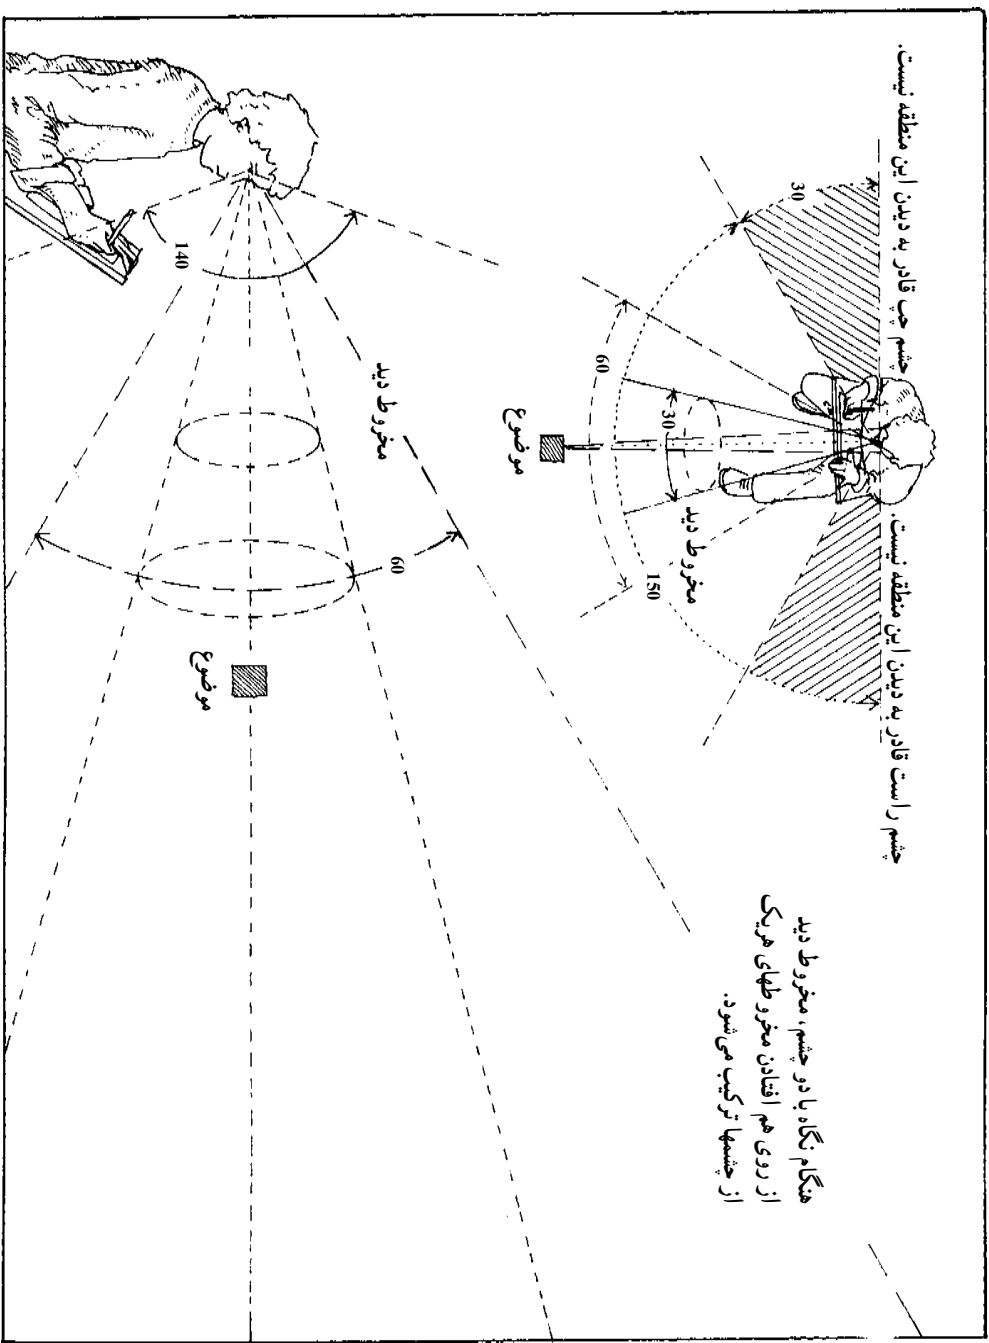 چشم چپ قادر به دیدن این منطقه نیست.
چشم راست قادر به دیدن این منطقه نیست.
30
60
30
150
مخروط دید
موضوع
هنگام نگاه با دو چشم، مخروط دید
از روی هم افتادن مخروطهای هریک
از چشمها ترکیب می‌شود.
140
مخروط دید
60
موضوع